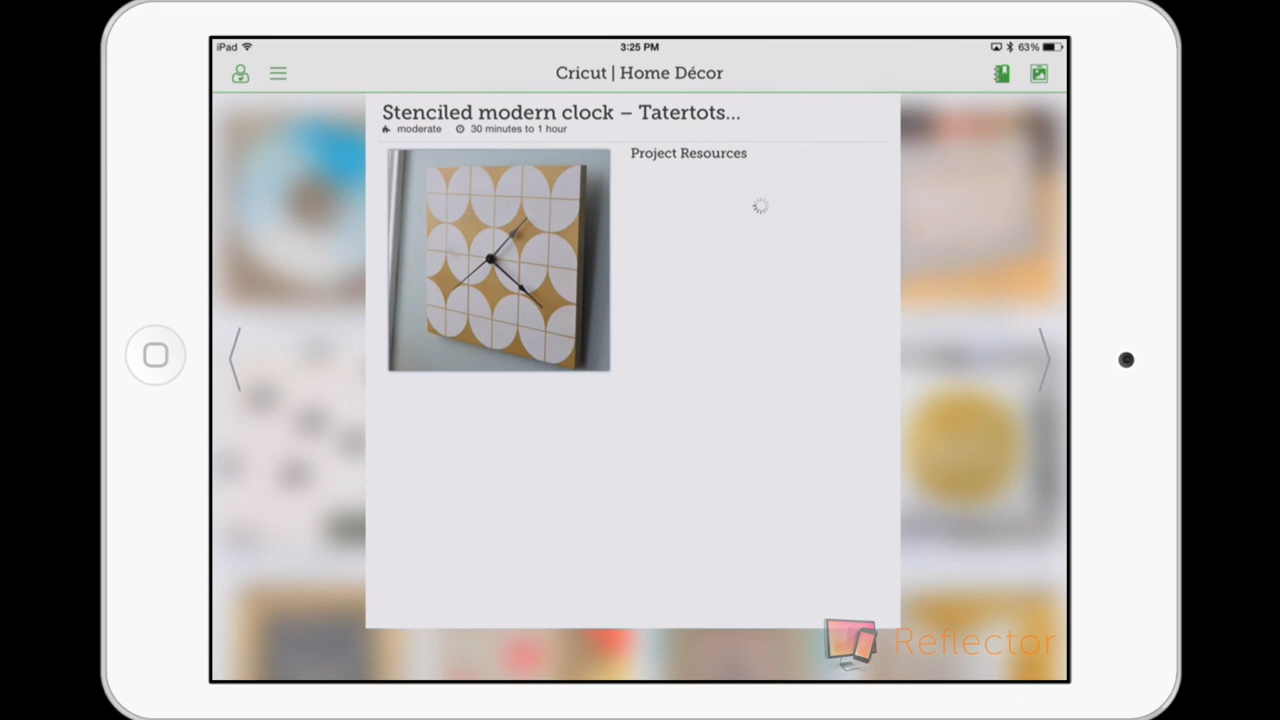 iPad 3:25 PM 63%
Cricut | Home Décor
Stenciled modern clock – Tatertots...
moderate 30 minutes to 1 hour
Project Resources
Reflector